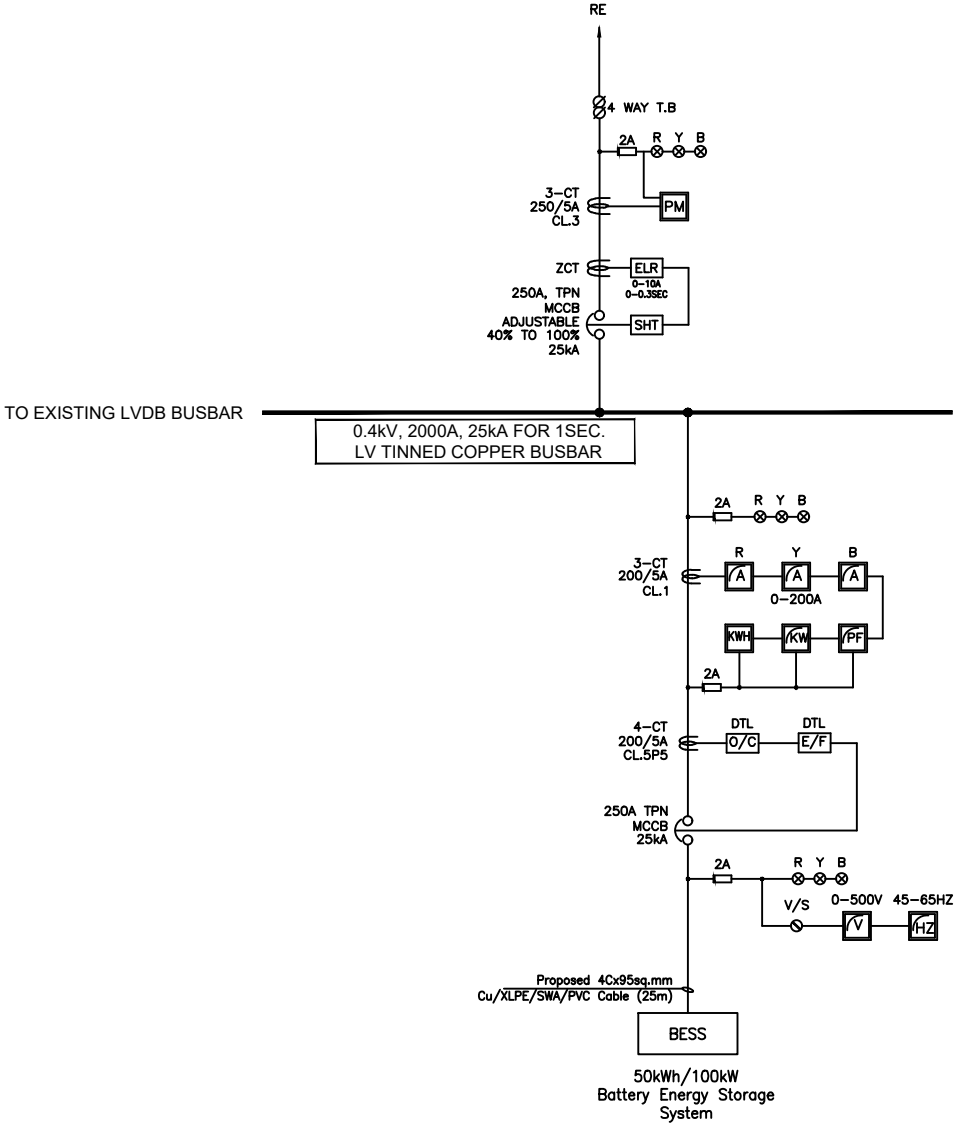 RE
4 WAY T.B
2A
R Y B
3-CT
250/5A
CL.3
PM
ZCT
ELR
0-10A
0-0.3SEC
250A, TPN
MCCB
ADJUSTABLE
40% TO 100%
25kA
SHT
TO EXISTING LVDB BUSBAR
0.4kV, 2000A, 25kA FOR 1SEC.
LV TINNED COPPER BUSBAR
2A
R Y B
3-CT
200/5A
CL.1
R Y B
A A A
0-200A
KWH KW PF
2A
4-CT
200/5A
CL.5P5
DTL DTL
O/C E/F
250A TPN
MCCB
25kA
2A
R Y B
V/S 0-500V 45-65HZ
V HZ
Proposed 4Cx95sq.mm
Cu/XLPE/SWA/PVC Cable (25m)
BESS
50kWh/100kW
Battery Energy Storage
System